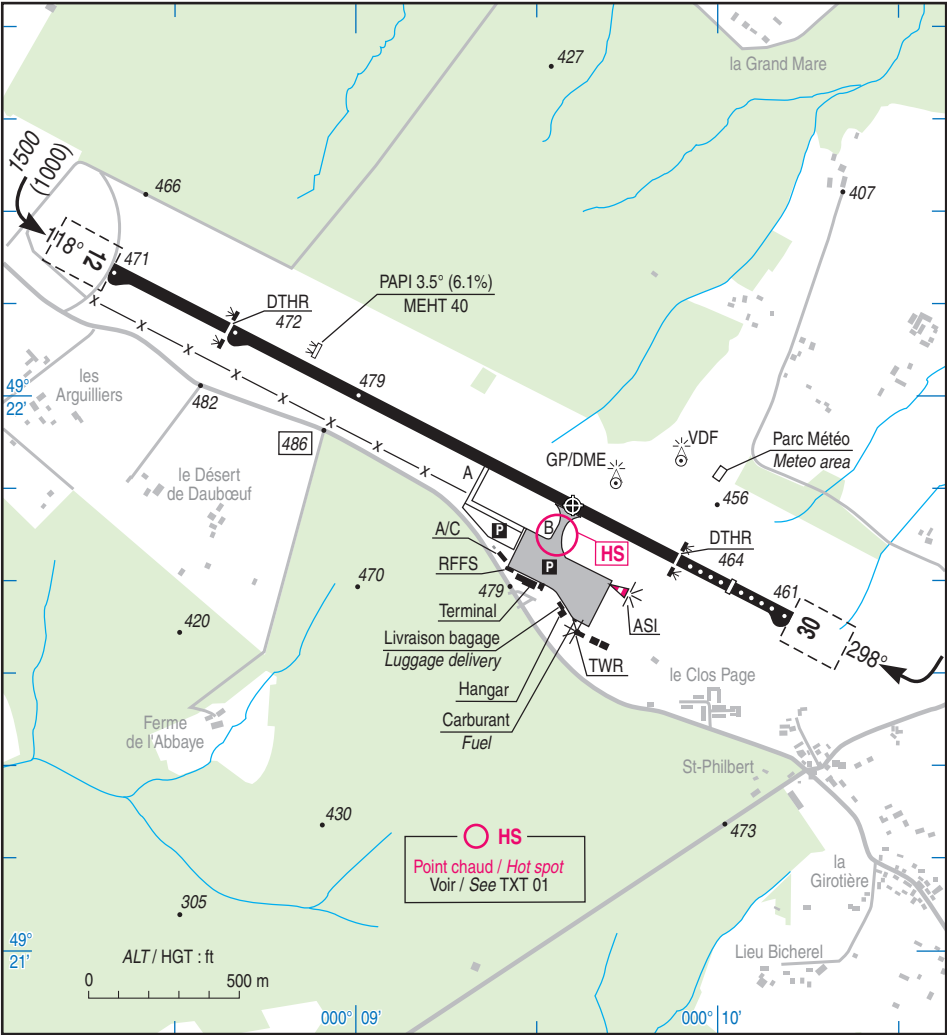 427
la Grand Mare
1500
(1000)
466
407
118°
12
471
PAPI 3.5° (6.1%)
MEHT 40
DTHR
472
479
49°
22'
les
Arguilliers
482
486
VDF
GP/DME
Parc Météo
Meteo area
A
456
le Désert
de Daubœuf
B
P
HS
A/C
DTHR
464
RFFS
P
470
479
461
30
Terminal
ASI
420
298°
Livraison bagage
Luggage delivery
TWR
le Clos Page
Hangar
Carburant
Fuel
Ferme
de l'Abbaye
St-Philbert
430
473
HS
Point chaud / Hot spot
Voir / See TXT 01
la
Girotière
305
49°
21'
ALT / HGT : ft
0 500 m
Lieu Bicherel
000° 09'
000° 10'